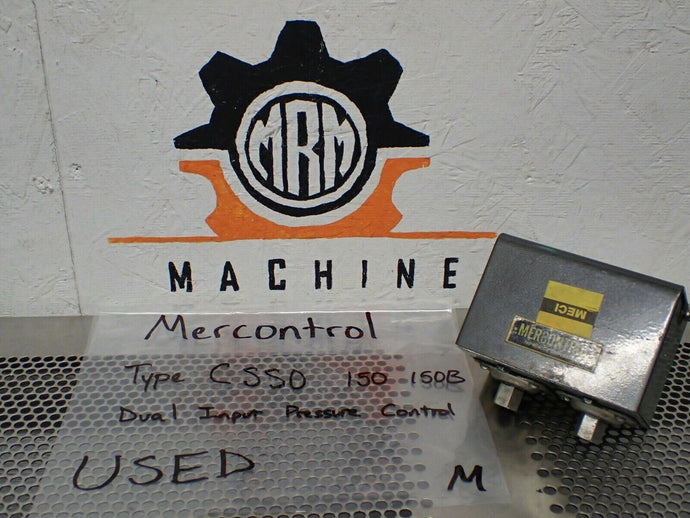 MRM
MACHINE
Mercontrol
Type CSSO 150 150B
Dual Input Pressure Control
USED
M
MECI
MERCONTROL